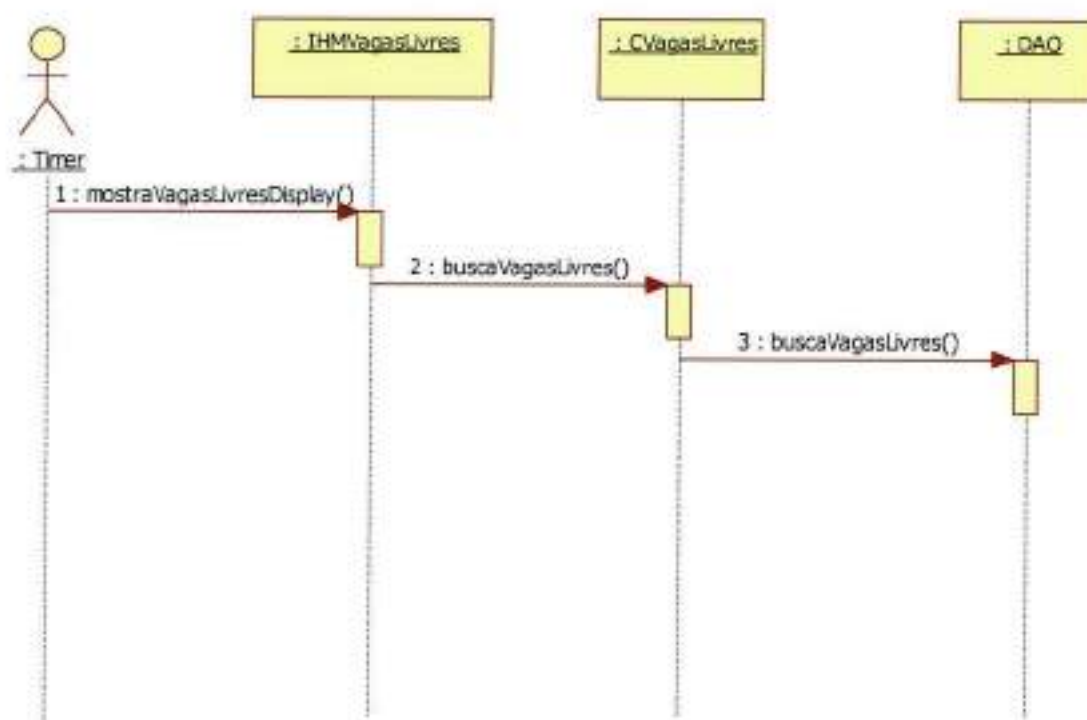 : IHMVagasLivres
: CVagasLivres
: DAO
: Timer
1 : mostraVagasLivresDisplay()
2 : buscaVagasLivres()
3 : buscaVagasLivres()